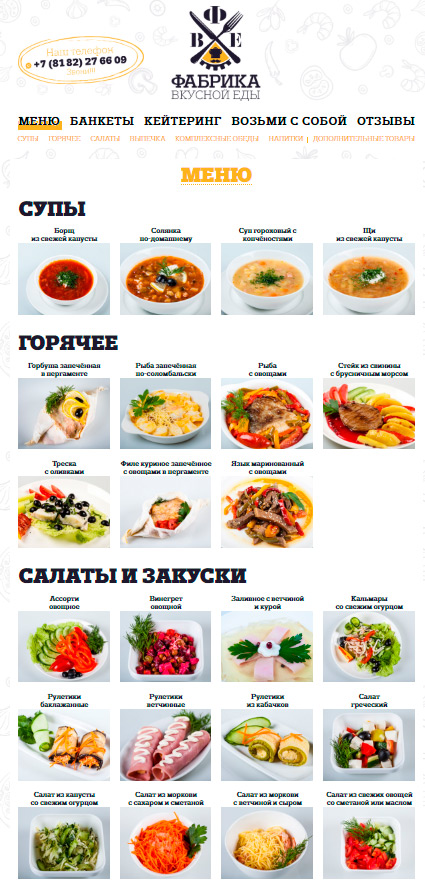 Наш телефон
+7 (81 82) 27 66 09
Звони!!!
Ф
В Е
ФАБРИКА
ВКУСНОЙ ЕДЫ
МЕНЮ БАНКЕТЫ КЕЙТЕРИНГ ВОЗЬМИ С СОБОЙ ОТЗЫВЫ
СУПЫ ГОРЯЧЕЕ САЛАТЫ ВЫПЕЧКА КОМПЛЕКСНЫЕ ОБЕДЫ НАПИТКИ ДОПОЛНИТЕЛЬНЫЕ ТОВАРЫ
МЕНЮ
СУПЫ
Борщ
из свежей капусты
Солянка
по-домашнему
Суп гороховый с
копчёностями
Щи
из свежей капусты
ГОРЯЧЕЕ
Горбуша запечённая
в пергаменте
Рыба запечённая
по-соломбальски
Рыба
с овощами
Стейк из свинины
с брусничным морсом
Треска
с оливками
Филе куриное запечённое
с овощами в пергаменте
Язык маринованный
с овощами
САЛАТЫ И ЗАКУСКИ
Ассорти
овощное
Винегрет
овощной
Заливное с ветчиной
и курой
Кальмары
со свежим огурцом
Рулетики
баклажанные
Рулетики
ветчинные
Рулетики
из кабачков
Салат
греческий
Салат из капусты
со свежим огурцом
Салат из моркови
с сахаром и сметаной
Салат из моркови
с ветчиной и сыром
Салат из свежих овощей
со сметаной или маслом